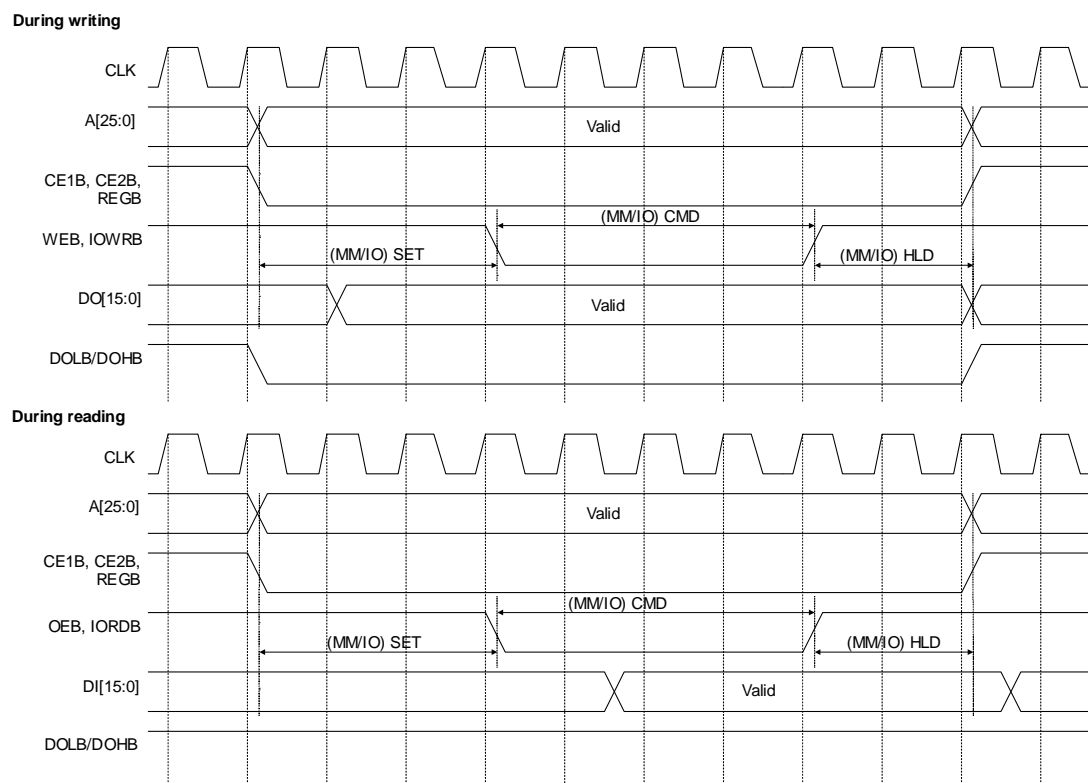 During writing
CLK
A[25:0]
Valid
CE1B, CE2B,
REGB
(MM/IO) CMD
WEB, IOWRB
(MM/IO) SET
(MM/IO) HLD
DO[15:0]
Valid
DOLB/DOHB
During reading
CLK
A[25:0]
Valid
CE1B, CE2B,
REGB
(MM/IO) CMD
OEB, IORDB
(MM/IO) SET
(MM/IO) HLD
DI[15:0]
Valid
DOLB/DOHB